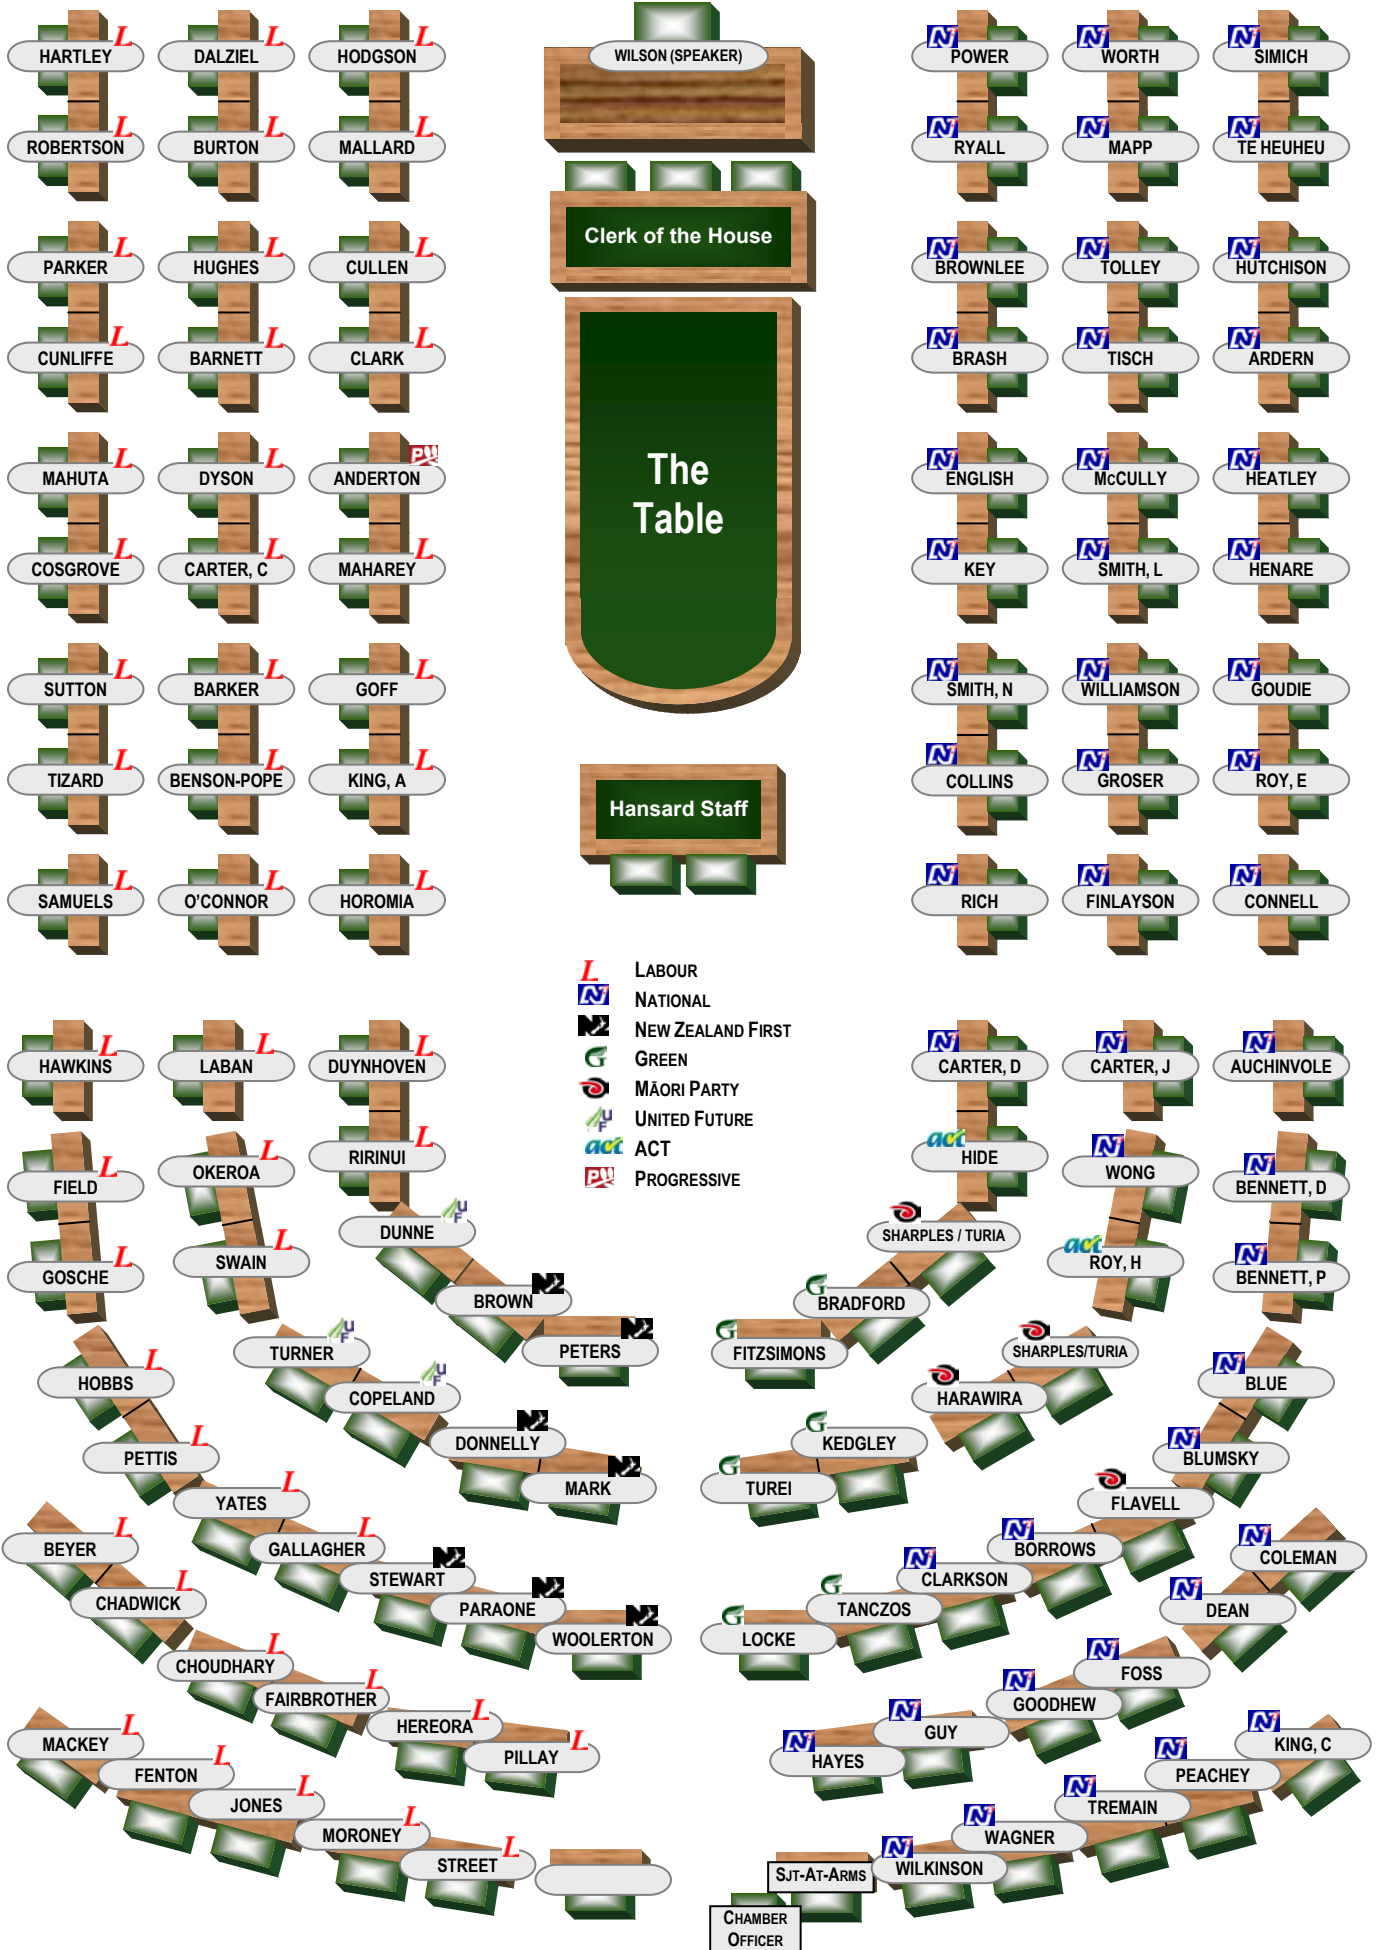 WILSON (SPEAKER)
HARTLEY DALZIEL HODGSON
POWER WORTH SIMICH
ROBERTSON BURTON MALLARD
RYALL MAPP TE HEUHEU
Clerk of the House
PARKER HUGHES CULLEN
BROWNLEE TOLLEY HUTCHISON
CUNLIFFE BARNETT CLARK
BRASH TISCH ARDERN
The
Table
MAHUTA DYSON ANDERTON
ENGLISH McCULLY HEATLEY
COSGROVE CARTER, C MAHAREY
KEY SMITH, L HENARE
SUTTON BARKER GOFF
SMITH, N WILLIAMSON GOUDIE
TIZARD BENSON-POPE KING, A
COLLINS GROSER ROY, E
Hansard Staff
SAMUELS O'CONNOR HOROMIA
RICH FINLAYSON CONNELL
L LABOUR
N NATIONAL
NZ NEW ZEALAND FIRST
G GREEN
MĀORI PARTY
UF UNITED FUTURE
act ACT
P PROGRESSIVE
HAWKINS LABAN DUYNHOVEN
CARTER, D CARTER, J AUCHINVOLE
FIELD OKEROA RIRINUI
HIDE WONG BENNETT, D
GOSCHE SWAIN DUNNE
SHARPLES / TURIA ROY, H BENNETT, P
BROWN
PETERS
BRADFORD
FITZSIMONS
TURNER
COPELAND
DONNELLY
MARK
SHARPLES/TURIA
HARAWIRA
KEDGLEY
TUREI
HOBBS
PETTIS
YATES
GALLAGHER
STEWART
PARAONE
WOOLERTON
BLUE
BLUMSKY
FLAVELL
BORROWS
CLARKSON
TANCZOS
LOCKE
BEYER
CHADWICK
CHOUDHARY
FAIRBROTHER
HEREORA
PILLAY
COLEMAN
DEAN
FOSS
GOODHEW
GUY
HAYES
MACKEY
FENTON
JONES
MORONEY
STREET
KING, C
PEACHEY
TREMAIN
WAGNER
WILKINSON
SJT-AT-ARMS
CHAMBER
OFFICER